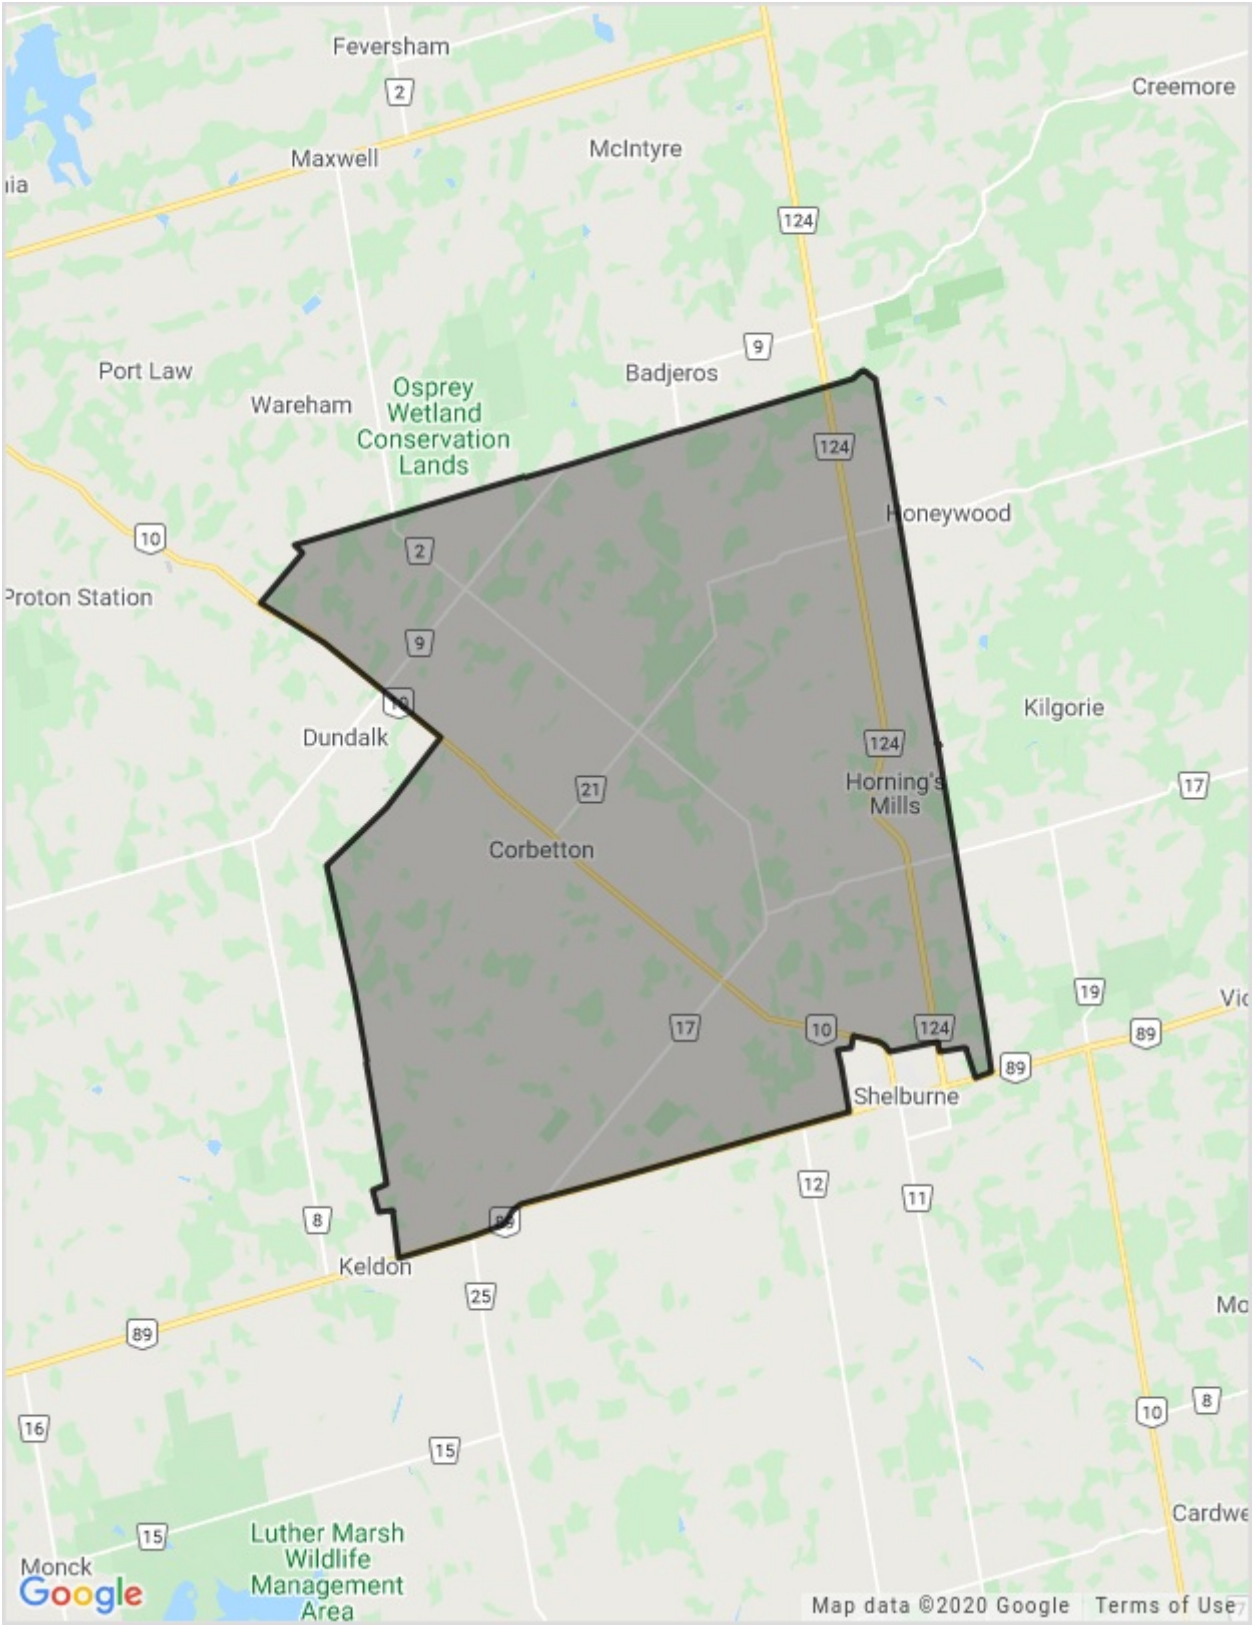 Feversham
2
Creemore
McIntyre
Maxwell
nia
124
9
Port Law
Badjeros
Wareham
Osprey
Wetland
Conservation
Lands
124
Honeywood
10
2
Proton Station
9
10
Kilgorie
Dundalk
124
Horning's
Mills
17
21
Corbetton
19
Vic
17
10
124
89
89
Shelburne
12
11
8
89
Keldon
25
Mo
89
8
10
16
15
Cardwe
15
Luther Marsh
Wildlife
Management
Area
Monck
Google
Map data ©2020 Google
Terms of Use